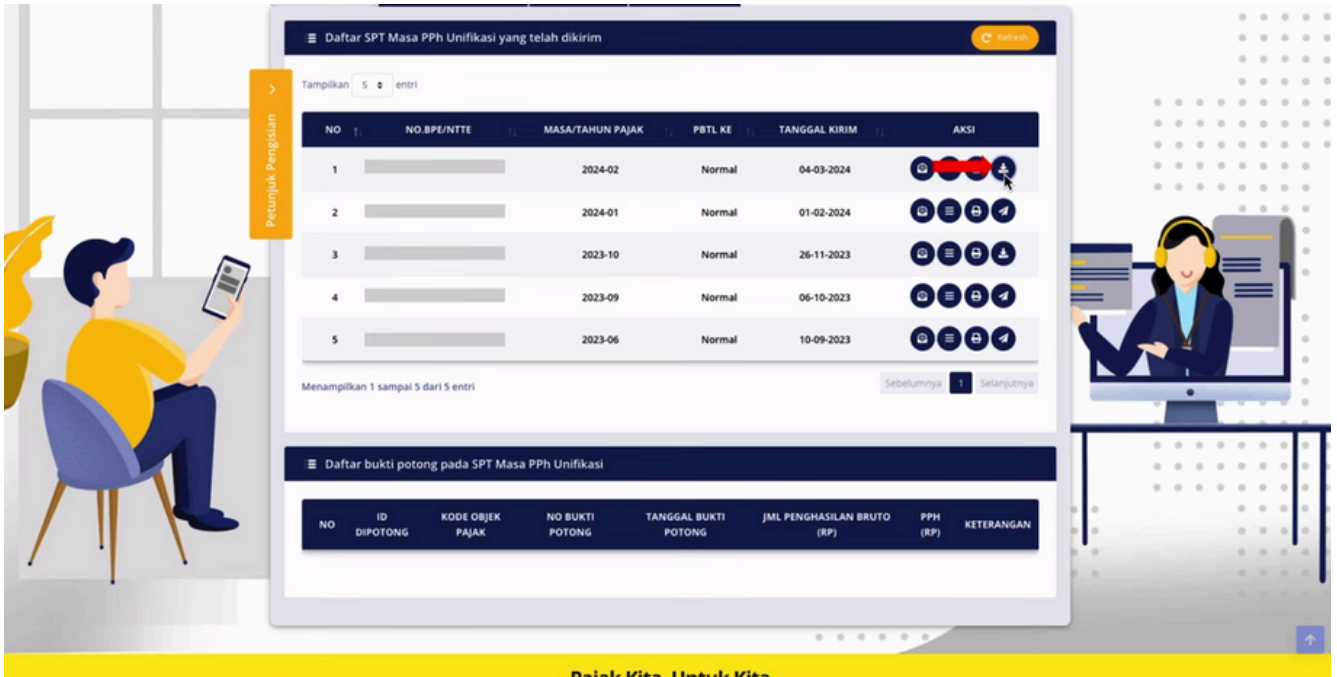 Daftar SPT Masa PPh Unifikasi yang telah dikirim
Refresh
Petunjuk Pengisian
Tampilkan 5 entri
NO NO.BPE/NTTE MASA/TAHUN PAJAK PBTL KE TANGGAL KIRIM AKSI
1 2024-02 Normal 04-03-2024
2 2024-01 Normal 01-02-2024
3 2023-10 Normal 26-11-2023
4 2023-09 Normal 06-10-2023
5 2023-06 Normal 10-09-2023
Menampilkan 1 sampai 5 dari 5 entri
Sebelumnya 1 Selanjutnya
Daftar bukti potong pada SPT Masa PPh Unifikasi
NO ID DIPOTONG KODE OBJEK PAJAK NO BUKTI POTONG TANGGAL BUKTI POTONG JML PENGHASILAN BRUTO (RP) PPH (RP) KETERANGAN
Pajak Kita, Untuk Kita